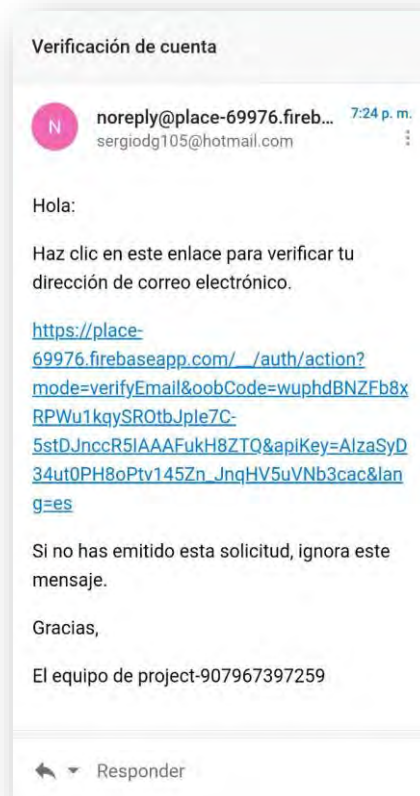 Verificación de cuenta
N
noreply@place-69976.fireb... 7:24 p. m.
sergiodg105@hotmail.com
Hola:
Haz clic en este enlace para verificar tu
dirección de correo electrónico.
https://place-
69976.firebaseapp.com/__/auth/action?
mode=verifyEmail&oobCode=wuphdBNZFb8x
RPWu1kqySROtbJple7C-
5stDJnccR5IAAAFukH8ZTQ&apiKey=AIzaSyD
34ut0PH8oPtv145Zn_JnqHV5uVNb3cac&lan
g=es
Si no has emitido esta solicitud, ignora este
mensaje.
Gracias,
El equipo de project-907967397259
Responder